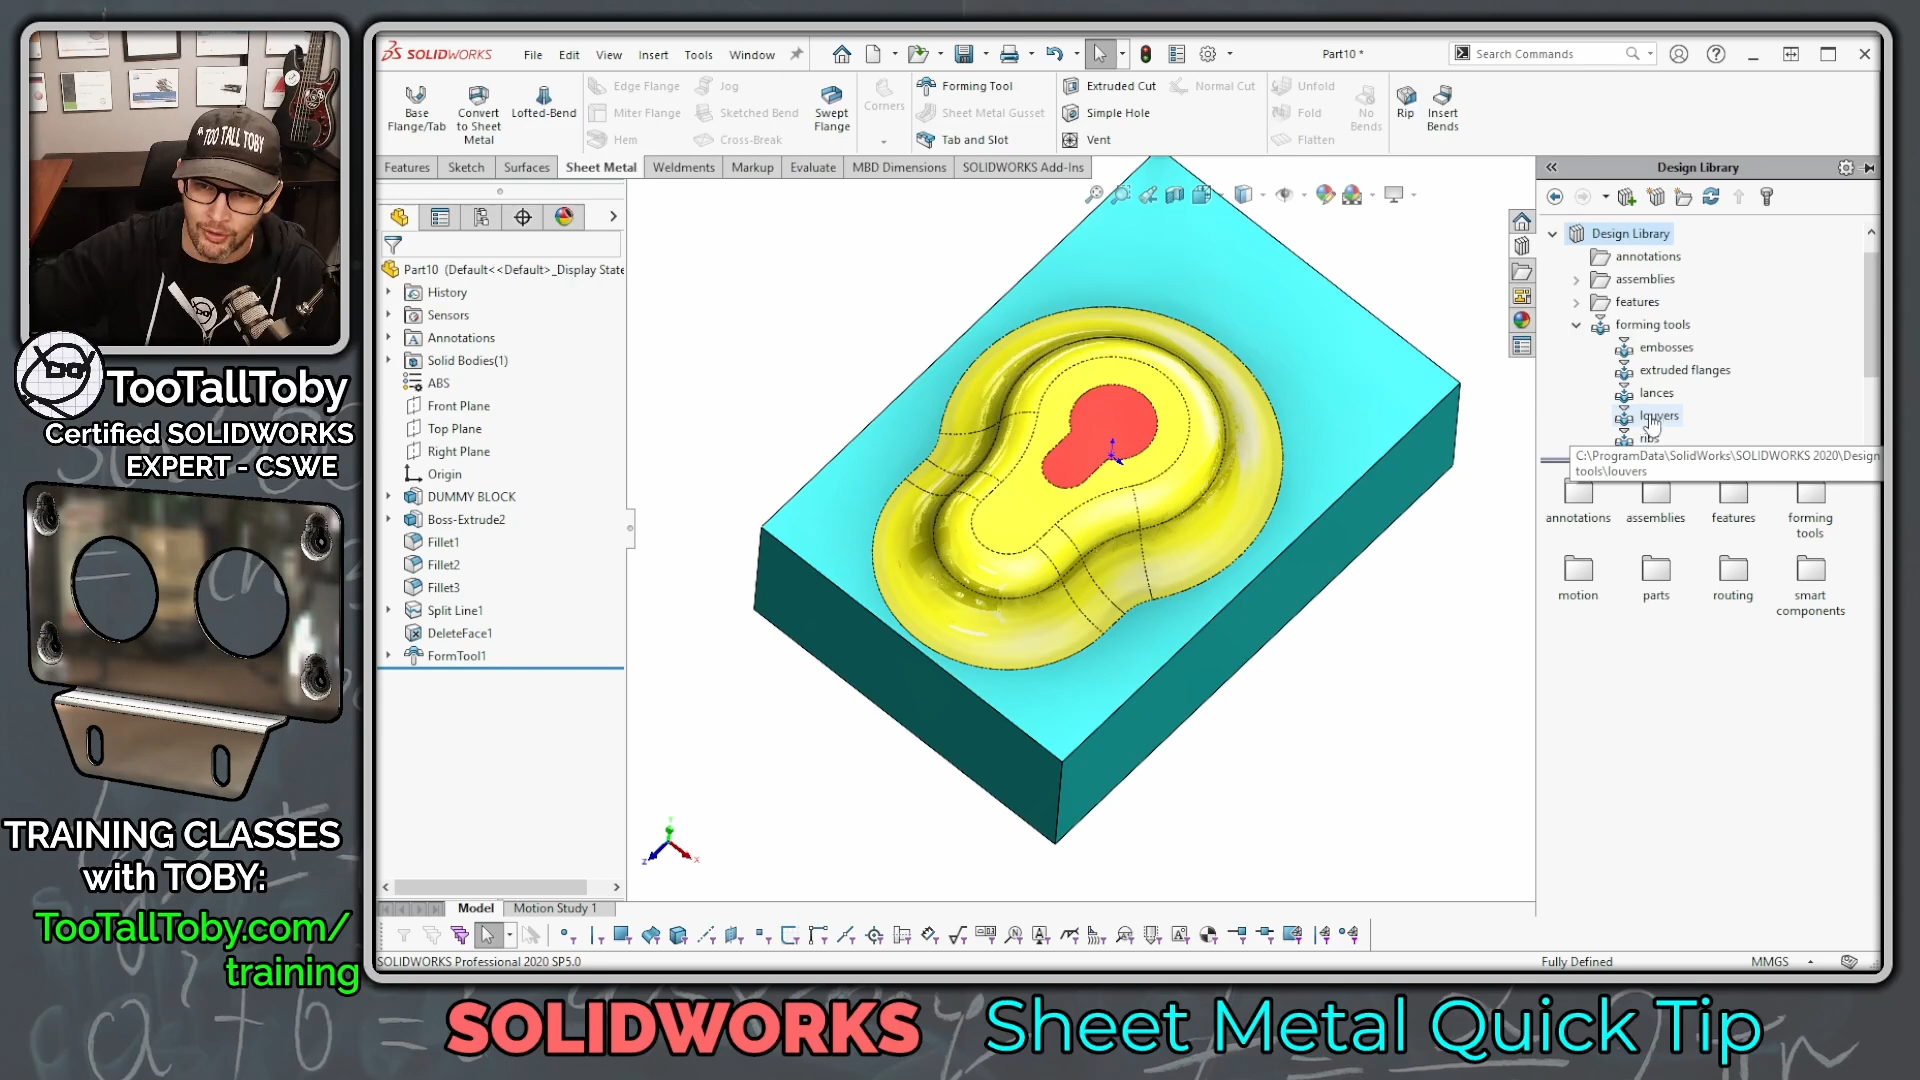 "TOO TALL TOBY
TooTallToby
Certified SOLIDWORKS
EXPERT - CSWE
TRAINING CLASSES
with TOBY:
TooTallToby.com/
training
SOLIDWORKS
File Edit View Insert Tools Window
Part10 *
Search Commands
Base
Flange/Tab
Convert
to Sheet
Metal
Lofted-Bend
Edge Flange
Miter Flange
Hem
Jog
Sketched Bend
Cross-Break
Swept
Flange
Corners
Forming Tool
Sheet Metal Gusset
Tab and Slot
Extruded Cut
Simple Hole
Vent
Normal Cut
Unfold
Fold
Flatten
No
Bends
Rip
Insert
Bends
Features Sketch Surfaces Sheet Metal Weldments Markup Evaluate MBD Dimensions SOLIDWORKS Add-Ins
Part10 (Default<<Default>_Display State
History
Sensors
Annotations
Solid Bodies(1)
ABS
Front Plane
Top Plane
Right Plane
Origin
DUMMY BLOCK
Boss-Extrude2
Fillet1
Fillet2
Fillet3
Split Line1
DeleteFace1
FormTool1
Y
X
Z
Design Library
Design Library
annotations
assemblies
features
forming tools
embosses
extruded flanges
lances
louvers
ribs
C:\ProgramData\SolidWorks\SOLIDWORKS 2020\Design
tools\louvers
annotations assemblies features forming
tools
motion parts routing smart
components
Model Motion Study 1
SOLIDWORKS Professional 2020 SP5.0
Fully Defined
MMGS
SOLIDWORKS Sheet Metal Quick Tip